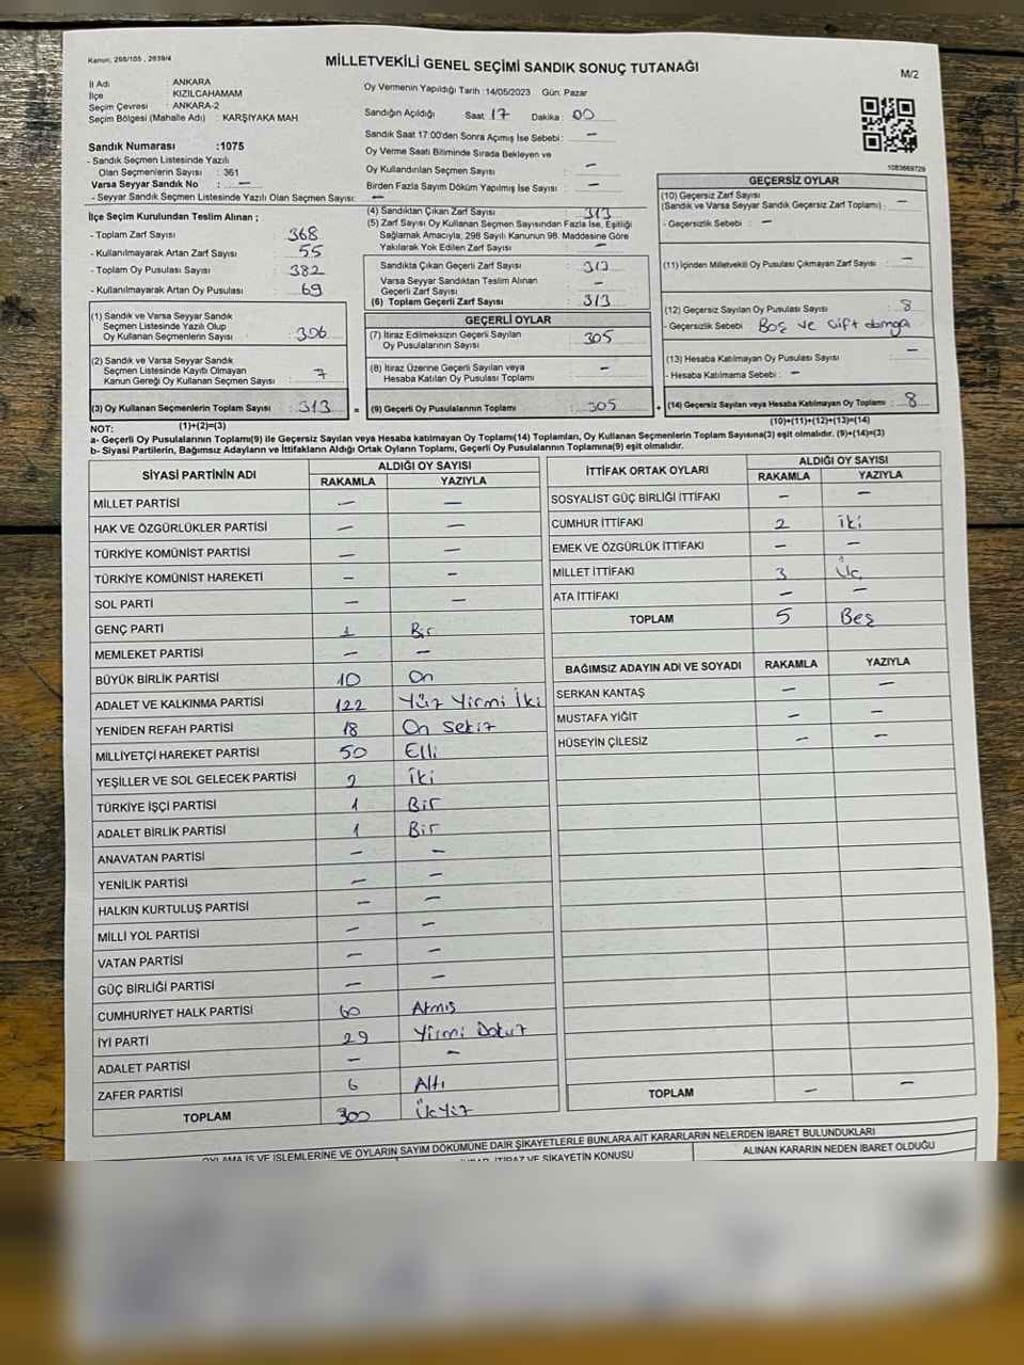 Kanun, 298/105 , 2839/4
MİLLETVEKİLİ GENEL SEÇİMİ SANDIK SONUÇ TUTANAĞI
M/2
İl Adı : ANKARA
İlçe : KIZILCAHAMAM
Seçim Çevresi : ANKARA-2
Seçim Bölgesi (Mahalle Adı) : KARŞIYAKA MAH
Sandık Numarası :1075
- Sandık Seçmen Listesinde Yazılı
Olan Seçmenlerin Sayısı : 361
Varsa Seyyar Sandık No : —
- Seyyar Sandık Seçmen Listesinde Yazılı Olan Seçmen Sayısı: —
İlçe Seçim Kurulundan Teslim Alınan ;
- Toplam Zarf Sayısı 368
- Kullanılmayarak Artan Zarf Sayısı 55
- Toplam Oy Pusulası Sayısı 382
- Kullanılmayarak Artan Oy Pusulası 69
(1) Sandık ve Varsa Seyyar Sandık
Seçmen Listesinde Yazılı Olup
Oy Kullanan Seçmenlerin Sayısı : 306
(2) Sandık ve Varsa Seyyar Sandık
Seçmen Listesinde Kayıtlı Olmayan
Kanun Gereği Oy Kullanan Seçmen Sayısı : 7
(3) Oy Kullanan Seçmenlerin Toplam Sayısı : 313 =
(1)+(2)=(3)
Oy Vermenin Yapıldığı Tarih :14/05/2023 Gün: Pazar
Sandığın Açıldığı Saat 17 Dakika : 00
Sandık Saat 17:00'den Sonra Açımış İse Sebebi : —
Oy Verme Saati Bitiminde Sırada Bekleyen ve
Oy Kullandırılan Seçmen Sayısı : —
Birden Fazla Sayım Döküm Yapılmış İse Sayısı : —
(4) Sandıktan Çıkan Zarf Sayısı : 313
(5) Zarf Sayısı Oy Kullanan Seçmen Sayısından Fazla İse, Eşitliği
Sağlamak Amacıyla, 298 Sayılı Kanunun 98. Maddesine Göre
Yakılarak Yok Edilen Zarf Sayısı : —
Sandıkta Çıkan Geçerli Zarf Sayısı : 313
Varsa Seyyar Sandıktan Teslim Alınan
Geçerli Zarf Sayısı : —
(6) Toplam Geçerli Zarf Sayısı : 313
GEÇERLİ OYLAR
(7) İtiraz Edilmeksizin Geçerli Sayılan
Oy Pusulalarının Sayısı : 305
(8) İtiraz Üzerine Geçerli Sayılan veya
Hesaba Katılan Oy Pusulası Toplamı : —
(9) Geçerli Oy Pusulalarının Toplamı : 305 +
1083669729
GEÇERSİZ OYLAR
(10) Geçersiz Zarf Sayısı
(Sandık ve Varsa Seyyar Sandık Geçersiz Zarf Toplamı) : —
- Geçersizlik Sebebi : —
(11) İçinden Milletvekili Oy Pusulası Çıkmayan Zarf Sayısı : —
(12) Geçersiz Sayılan Oy Pusulası Sayısı : 8
- Geçersizlik Sebebi Boş ve Çift damga
(13) Hesaba Katılmayan Oy Pusulası Sayısı : —
- Hesaba Katılmama Sebebi : —
(14) Geçersiz Sayılan veya Hesaba Katılmayan Oy Toplamı : 8
(10)+(11)+(12)+(13)=(14)
NOT:
a- Geçerli Oy Pusulalarının Toplamı(9) ile Geçersiz Sayılan veya Hesaba katılmayan Oy Toplamı(14) Toplamları, Oy Kullanan Seçmenlerin Toplam Sayısına(3) eşit olmalıdır. (9)+(14)=(3)
b- Siyasi Partilerin, Bağımsız Adayların ve İttifakların Aldığı Ortak Oyların Toplamı, Geçerli Oy Pusulalarının Toplamına(9) eşit olmalıdır.
SİYASİ PARTİNİN ADI ALDIĞI OY SAYISI
RAKAMLA YAZIYLA
MİLLET PARTİSİ — —
HAK VE ÖZGÜRLÜKLER PARTİSİ — —
TÜRKİYE KOMÜNİST PARTİSİ — —
TÜRKİYE KOMÜNİST HAREKETİ — —
SOL PARTİ — —
GENÇ PARTİ 1 Bir
MEMLEKET PARTİSİ — —
BÜYÜK BİRLİK PARTİSİ 10 On
ADALET VE KALKINMA PARTİSİ 122 Yüz Yirmi İki
YENİDEN REFAH PARTİSİ 18 On Sekiz
MİLLİYETÇİ HAREKET PARTİSİ 50 Elli
YEŞİLLER VE SOL GELECEK PARTİSİ 2 İki
TÜRKİYE İŞÇİ PARTİSİ 1 Bir
ADALET BİRLİK PARTİSİ 1 Bir
ANAVATAN PARTİSİ — —
YENİLİK PARTİSİ — —
HALKIN KURTULUŞ PARTİSİ — —
MİLLİ YOL PARTİSİ — —
VATAN PARTİSİ — —
GÜÇ BİRLİĞİ PARTİSİ — —
CUMHURİYET HALK PARTİSİ 60 Atmış
İYİ PARTİ 29 Yirmi Dokuz
ADALET PARTİSİ — —
ZAFER PARTİSİ 6 Altı
TOPLAM 300 Üçyüz
İTTİFAK ORTAK OYLARI ALDIĞI OY SAYISI
RAKAMLA YAZIYLA
SOSYALİST GÜÇ BİRLİĞİ İTTİFAKI — —
CUMHUR İTTİFAKI 2 İki
EMEK VE ÖZGÜRLÜK İTTİFAKI — —
MİLLET İTTİFAKI 3 Üç
ATA İTTİFAKI — —
TOPLAM 5 Beş
BAĞIMSIZ ADAYIN ADI VE SOYADI RAKAMLA YAZIYLA
SERKAN KANTAŞ — —
MUSTAFA YİĞİT — —
HÜSEYİN ÇİLESİZ — —
TOPLAM — —
OYLAMA İŞ VE İŞLEMLERİNE VE OYLARIN SAYIM DÖKÜMÜNE DAİR ŞİKAYETLERLE BUNLARA AİT KARARLARIN NELERDEN İBARET BULUNDUKLARI
İTİRAZ VE ŞİKAYETİN KONUSU
ALINAN KARARIN NEDEN İBARET OLDUĞU